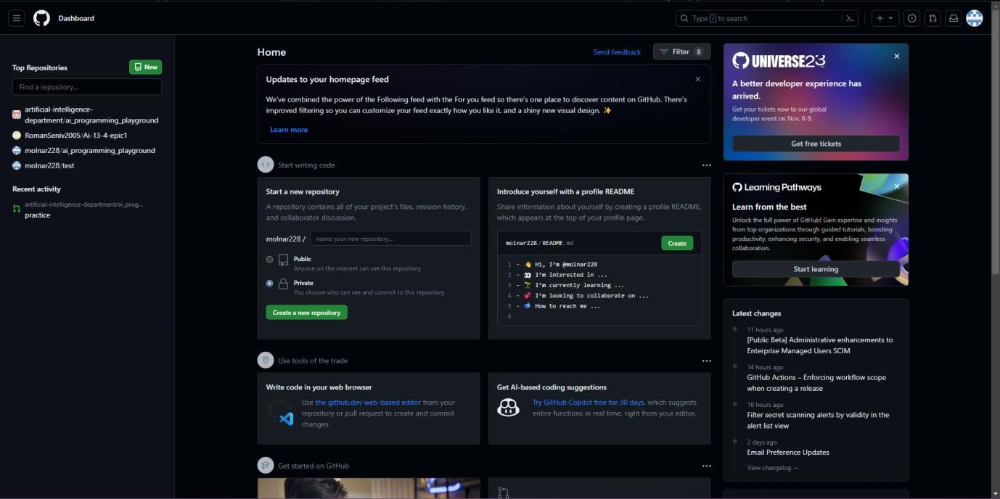 Dashboard
Type / to search
Top Repositories
New
Find a repository...
artificial-intelligence-
department/ai_programming_playground
RomanSeniv2005/Ai-13-4-epic1
molnar228/ai_programming_playground
molnar228/test
Recent activity
artificial-intelligence-department/ai_prog...
practice
Home
Send feedback
Filter 8
Updates to your homepage feed
We've combined the power of the Following feed with the For you feed so there's one place to discover content on GitHub. There's
improved filtering so you can customize your feed exactly how you like it, and a shiny new visual design. ✨
Learn more
Start writing code
Start a new repository
A repository contains all of your project's files, revision history,
and collaborator discussion.
molnar228 / name your new repository...
Public
Anyone on the internet can see this repository
Private
You choose who can see and commit to this repository
Create a new repository
Introduce yourself with a profile README
Share information about yourself by creating a profile README,
which appears at the top of your profile page.
molnar228 / README.md
Create
1 - 👋 Hi, I'm @molnar228
2 - 👀 I'm interested in ...
3 - 🌱 I'm currently learning ...
4 - 💞️ I'm looking to collaborate on ...
5 - 📫 How to reach me ...
6
Use tools of the trade
Write code in your web browser
Use the github.dev web-based editor from your
repository or pull request to create and commit
changes.
Get AI-based coding suggestions
Try GitHub Copilot free for 30 days, which suggests
entire functions in real time, right from your editor.
Get started on GitHub
UNIVERSE23
A better developer experience has
arrived.
Get your tickets now to our global
developer event on Nov. 8-9.
Get free tickets
Learning Pathways
Learn from the best
Unlock the full power of GitHub! Gain expertise and insights
from top organizations through guided tutorials, boosting
productivity, enhancing security, and enabling seamless
collaboration.
Start learning
Latest changes
11 hours ago
[Public Beta] Administrative enhancements to
Enterprise Managed Users SCIM
14 hours ago
GitHub Actions – Enforcing workflow scope
when creating a release
16 hours ago
Filter secret scanning alerts by validity in the
alert list view
2 days ago
Email Preference Updates
View changelog →